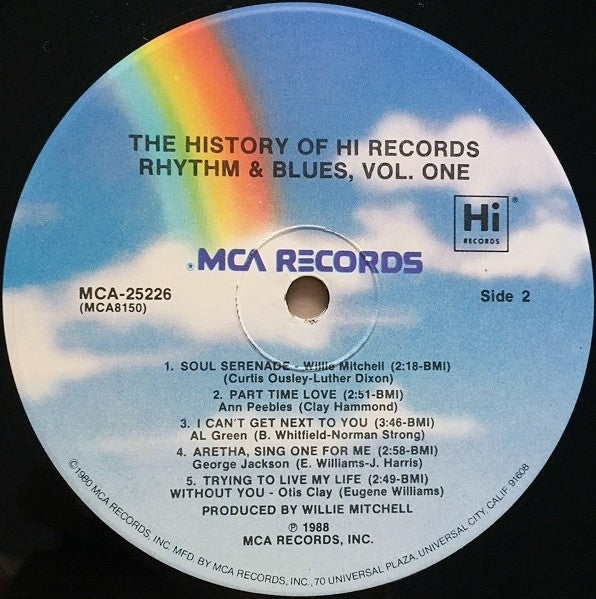 THE HISTORY OF HI RECORDS
RHYTHM & BLUES, VOL. ONE
Hi ®
RECORDS
®MCA RECORDS
MCA-25226
(MCA8150)
Side 2
1. SOUL SERENADE - Willie Mitchell (2:18-BMI)
(Curtis Ousley-Luther Dixon)
2. PART TIME LOVE (2:51-BMI)
Ann Peebles (Clay Hammond)
3. I CAN'T GET NEXT TO YOU (3:46-BMI)
AL Green (B. Whitfield-Norman Strong)
4. ARETHA, SING ONE FOR ME (2:58-BMI)
George Jackson (E. Williams-J. Harris)
5. TRYING TO LIVE MY LIFE (2:49-BMI)
WITHOUT YOU - Otis Clay (Eugene Williams)
PRODUCED BY WILLIE MITCHELL
℗ 1988
MCA RECORDS, INC.
©1980 MCA RECORDS, INC. MFD. BY MCA RECORDS, INC., 70 UNIVERSAL PLAZA, UNIVERSAL CITY, CALIF. 91608